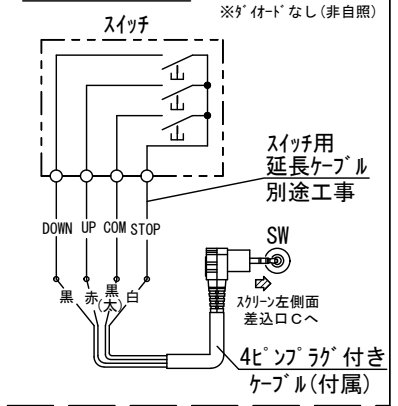 ※ﾀﾞｲｵｰﾄﾞなし(非自照)
スイッチ
スイッチ用
延長ケーブル
別途工事
DOWN UP COM STOP
SW
黒 赤 黒(太) 白
スクリーン左側面
差込口Cへ
4ピンプラグ付き
ケーブル(付属)